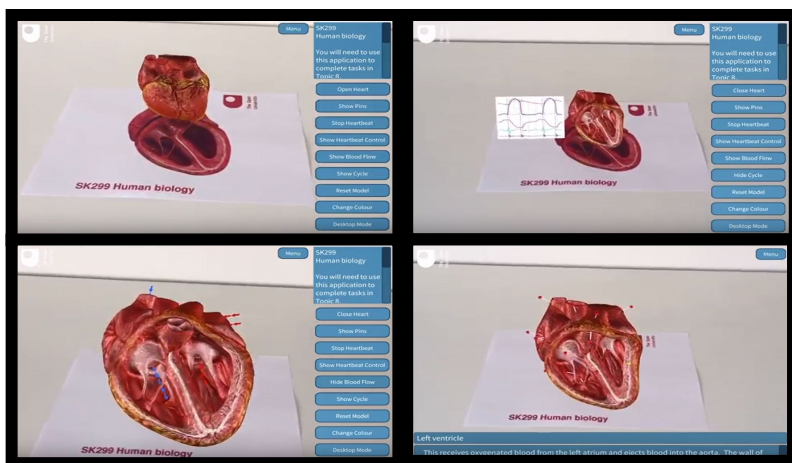 Menu
SK299
Human biology
You will need to use
this application to
complete tasks in
Topic 8.
Open Heart
Show Pins
Stop Heartbeat
Show Heartbeat Control
Show Blood Flow
Show Cycle
Reset Model
Change Colour
Desktop Mode
SK299 Human biology
Menu
SK299
Human biology
You will need to use
this application to
complete tasks in
Topic 8.
Close Heart
Show Pins
Stop Heartbeat
Show Heartbeat Control
Show Blood Flow
Hide Cycle
Reset Model
Change Colour
Desktop Mode
SK299 Human biology
Menu
SK299
Human biology
You will need to use
this application to
complete tasks in
Topic 8.
Close Heart
Show Pins
Stop Heartbeat
Show Heartbeat Control
Hide Blood Flow
Show Cycle
Reset Model
Change Colour
Desktop Mode
SK299 Human biology
Menu
SK299 Human biology
Left ventricle
This receives oxygenated blood from the left atrium and ejects blood into the aorta. The wall of